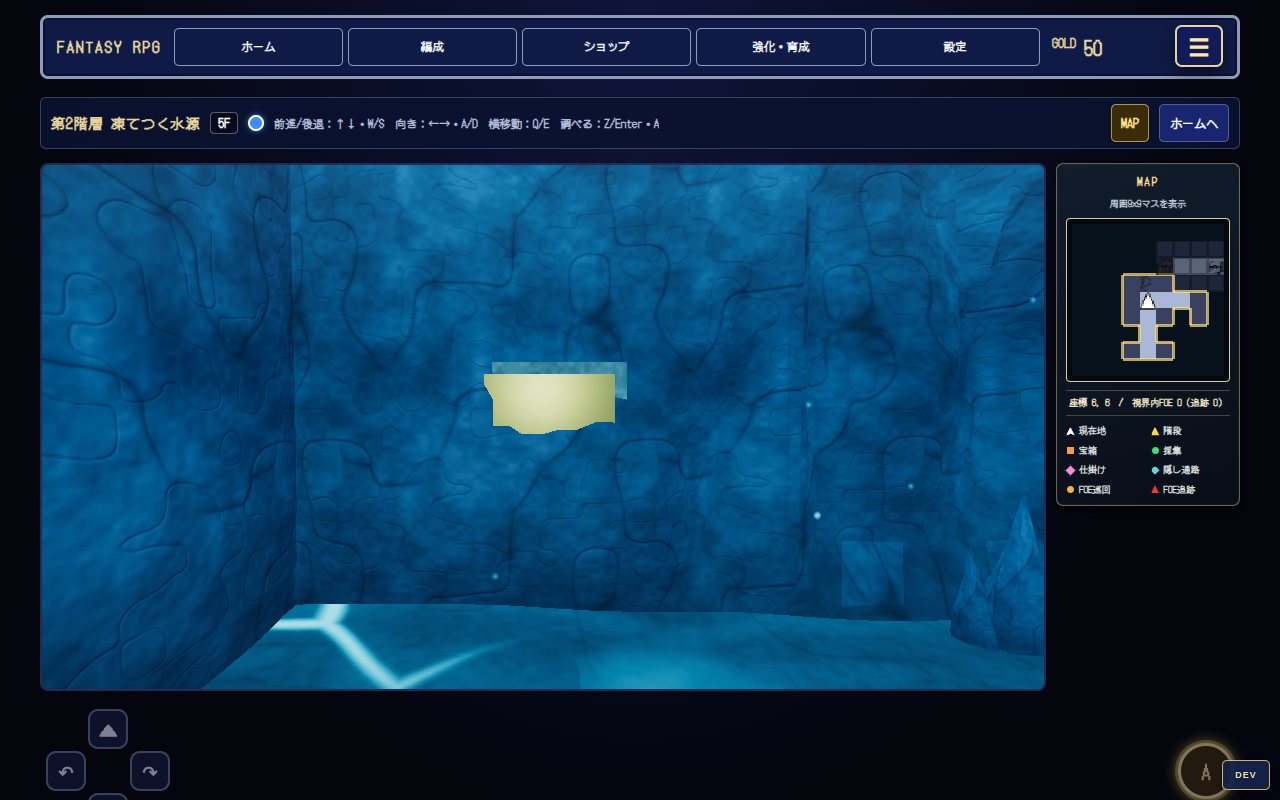 FANTASY RPG ホーム 編成 ショップ 強化・育成 設定 GOLD 50
第2階層 凍てつく水源 5F 前進/後退：↑↓・W/S 向き：←→・A/D 横移動：Q/E 調べる：Z/Enter・A MAP ホームへ
MAP
周囲9x9マスを表示
座標 6, 6 / 視界内FOE 0（追跡 0）
現在地 階段
宝箱 採集
仕掛け 隠し通路
FOE巡回 FOE追跡
A
DEV